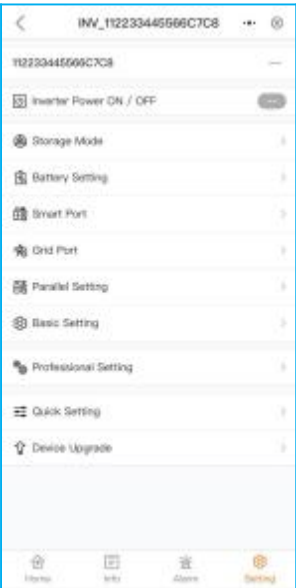 INV_112233445566C7C8
112233445566C7C8
Inverter Power ON / OFF
Storage Mode
Battery Setting
Smart Port
Grid Port
Parallel Setting
Basic Setting
Professional Setting
Quick Setting
Device Upgrade
Home Info Alarm Setting